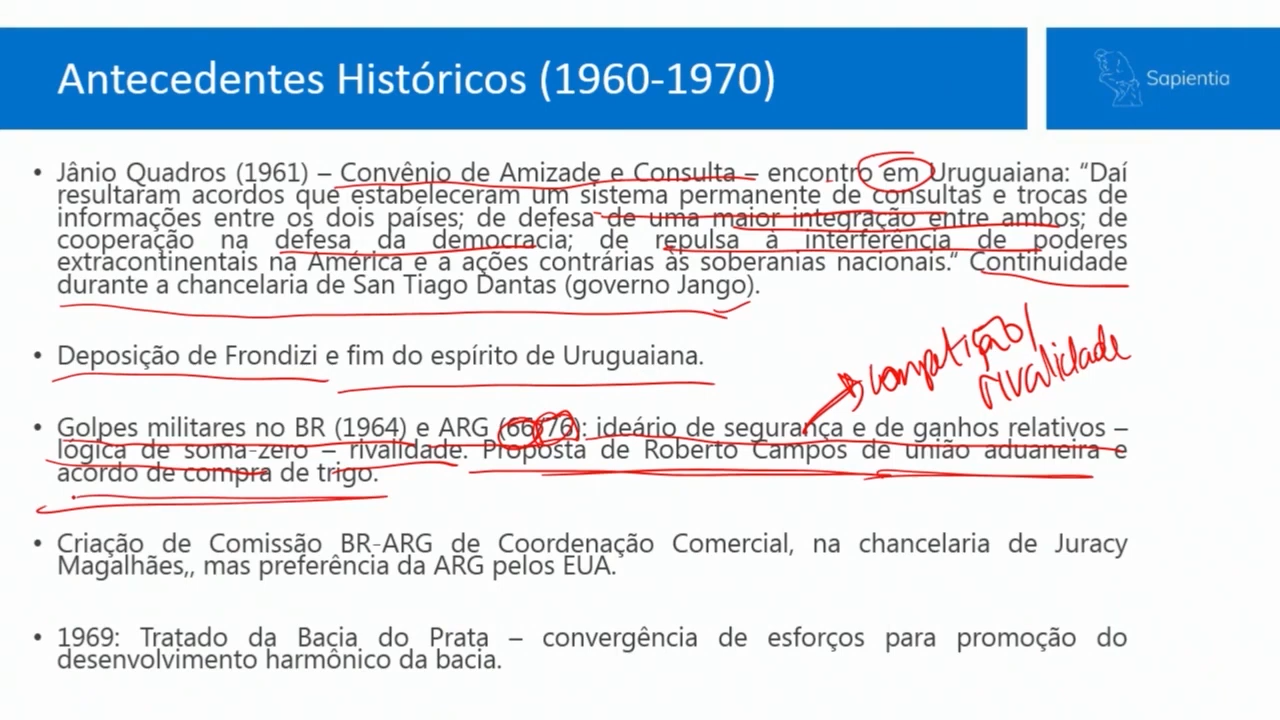 Antecedentes Históricos (1960-1970)
Sapientia
• Jânio Quadros (1961) – Convênio de Amizade e Consulta – encontro em Uruguaiana: “Daí
resultaram acordos que estabeleceram um sistema permanente de consultas e trocas de
informações entre os dois países; de defesa de uma maior integração entre ambos; de
cooperação na defesa da democracia; de repulsa à interferência de poderes
extracontinentais na América e a ações contrárias às soberanias nacionais.“ Continuidade
durante a chancelaria de San Tiago Dantas (governo Jango).
• Deposição de Frondizi e fim do espírito de Uruguaiana.
competição/
rivalidade
• Golpes militares no BR (1964) e ARG (66/76): ideário de segurança e de ganhos relativos –
lógica de soma-zero – rivalidade. Proposta de Roberto Campos de união aduaneira e
acordo de compra de trigo.
• Criação de Comissão BR-ARG de Coordenação Comercial, na chancelaria de Juracy
Magalhães,, mas preferência da ARG pelos EUA.
• 1969: Tratado da Bacia do Prata – convergência de esforços para promoção do
desenvolvimento harmônico da bacia.